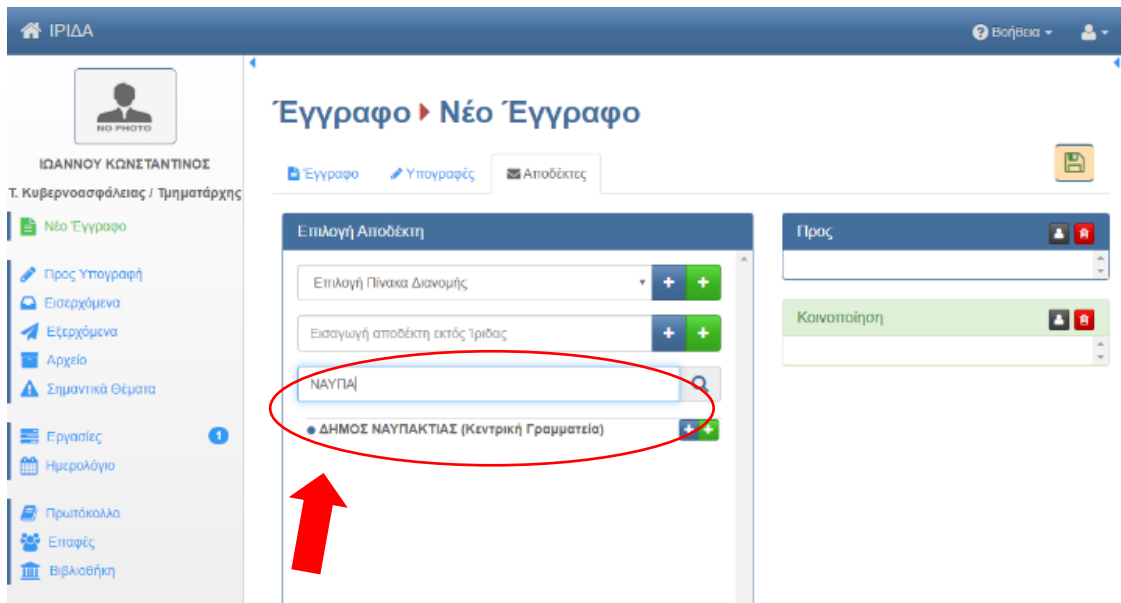 ΙΡΙΔΑ
Βοήθεια
NO PHOTO
ΙΩΑΝΝΟΥ ΚΩΝΣΤΑΝΤΙΝΟΣ
Τ. Κυβερνοασφάλειας / Τμηματάρχης
Νέο Έγγραφο
Προς Υπογραφή
Εισερχόμενα
Εξερχόμενα
Αρχείο
Σημαντικά Θέματα
Εργασίες 1
Ημερολόγιο
Πρωτόκολλο
Επαφές
Βιβλιοθήκη
Έγγραφο Νέο Έγγραφο
Έγγραφο Υπογραφές Αποδέκτες
Επιλογή Αποδέκτη
Επιλογή Πίνακα Διανομής
Εισαγωγή αποδέκτη εκτός Ίριδας
ΝΑΥΠΑ
ΔΗΜΟΣ ΝΑΥΠΑΚΤΙΑΣ (Κεντρική Γραμματεία)
Προς
Κοινοποίηση